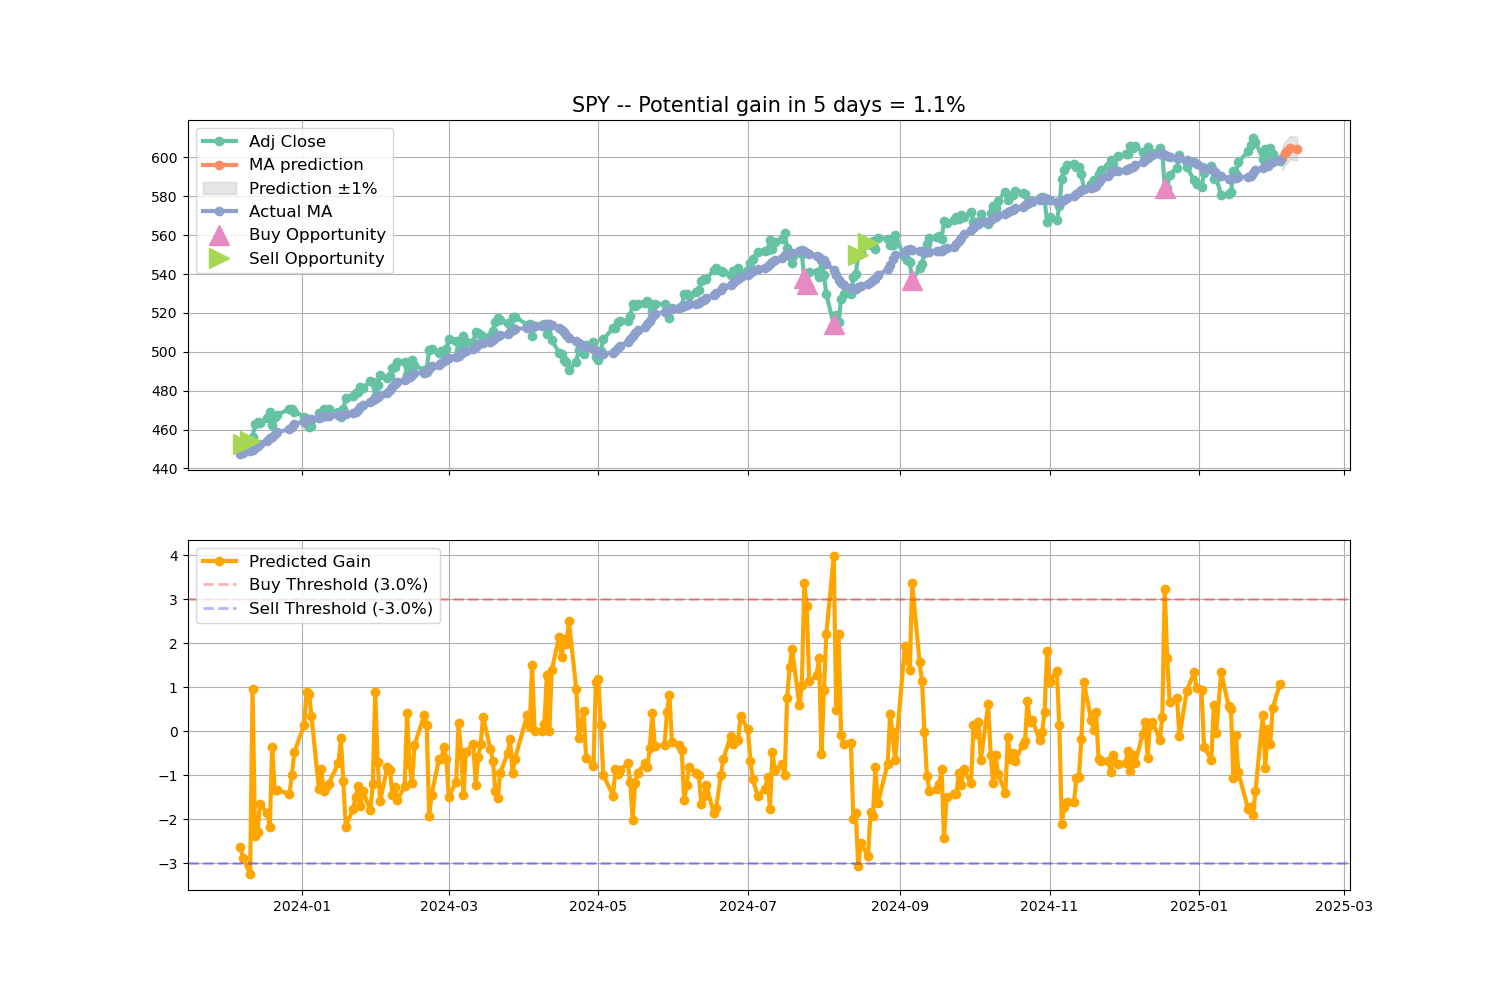 SPY -- Potential gain in 5 days = 1.1%
Adj Close
MA prediction
Prediction ±1%
Actual MA
Buy Opportunity
Sell Opportunity
600
580
560
540
520
500
480
460
440
Predicted Gain
Buy Threshold (3.0%)
Sell Threshold (-3.0%)
4
3
2
1
0
−1
−2
−3
2024-01 2024-03 2024-05 2024-07 2024-09 2024-11 2025-01 2025-03